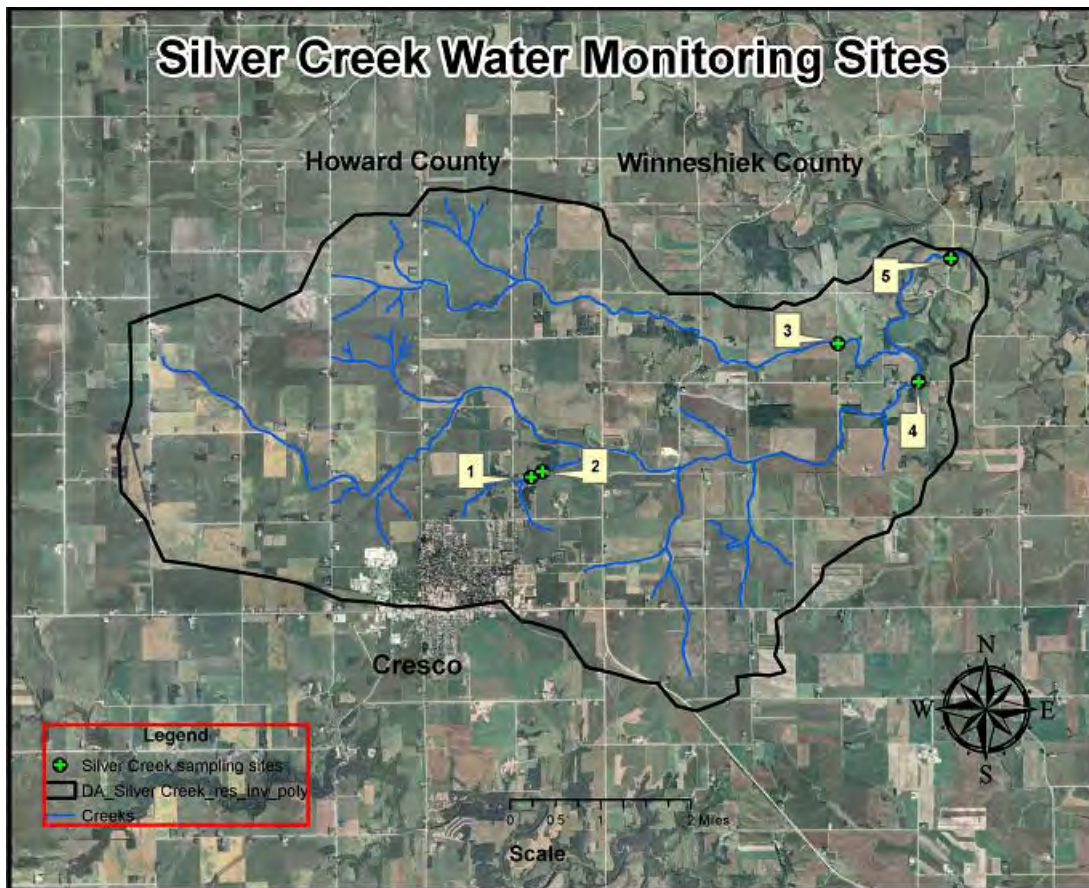 Silver Creek Water Monitoring Sites
Howard County
Winneshiek County
5
3
4
1
2
Cresco
N
W E
S
Legend
Silver Creek sampling sites
DA_Silver Creek_res_inv_poly
Creeks
0 0.5 1 2 Miles
Scale